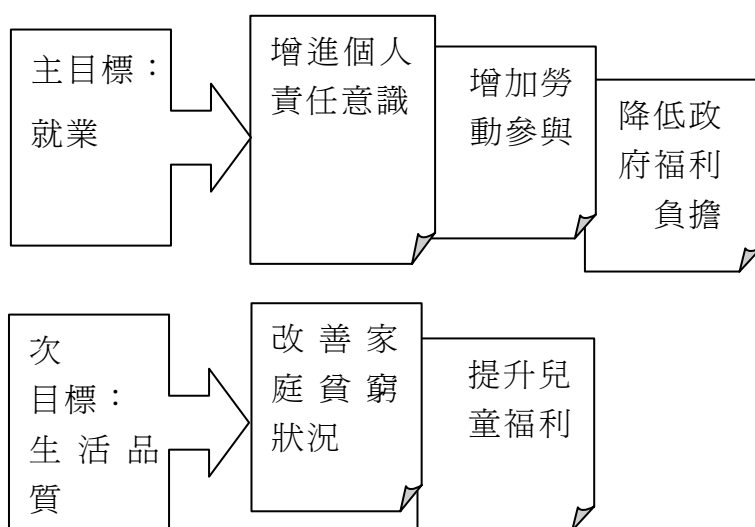 主目標：
就業
增進個人
責任意識
增加勞
動參與
降低政
府福利
負擔
次
目標：
生活品
質
改善家
庭貧窮
狀況
提升兒
童福利